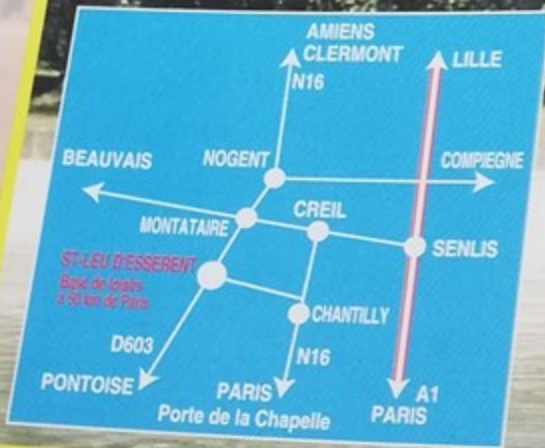 AMIENS
CLERMONT
LILLE
N16
BEAUVAIS
NOGENT
COMPIEGNE
MONTATAIRE
CREIL
SENLIS
ST-LEU D'ESSERENT
Base de loisirs
à 50 km de Paris
CHANTILLY
D603
N16
PONTOISE
PARIS
Porte de la Chapelle
A1
PARIS